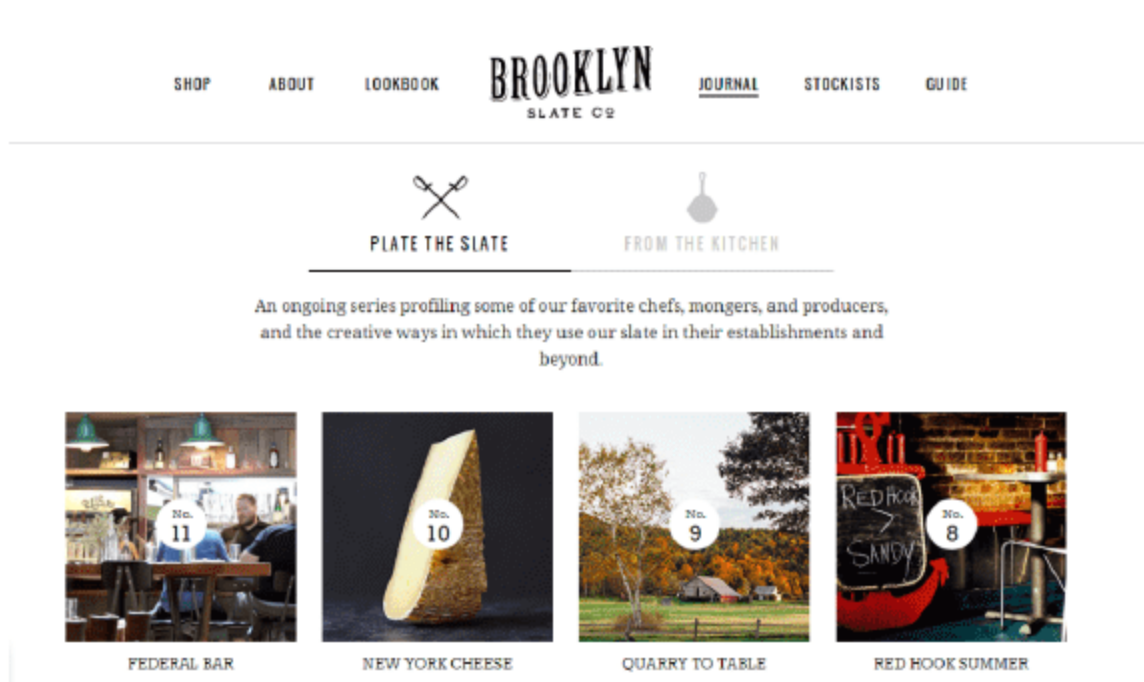 SHOP
ABOUT
LOOKBOOK
BROOKLYN
SLATE Co
JOURNAL
STOCKISTS
GUIDE
PLATE THE SLATE
FROM THE KITCHEN
An ongoing series profiling some of our favorite chefs, mongers, and producers,
and the creative ways in which they use our slate in their establishments and
beyond.
No.
11
No.
10
No.
9
No.
8
RED HOOK
>
SANDY
FEDERAL BAR
NEW YORK CHEESE
QUARRY TO TABLE
RED HOOK SUMMER